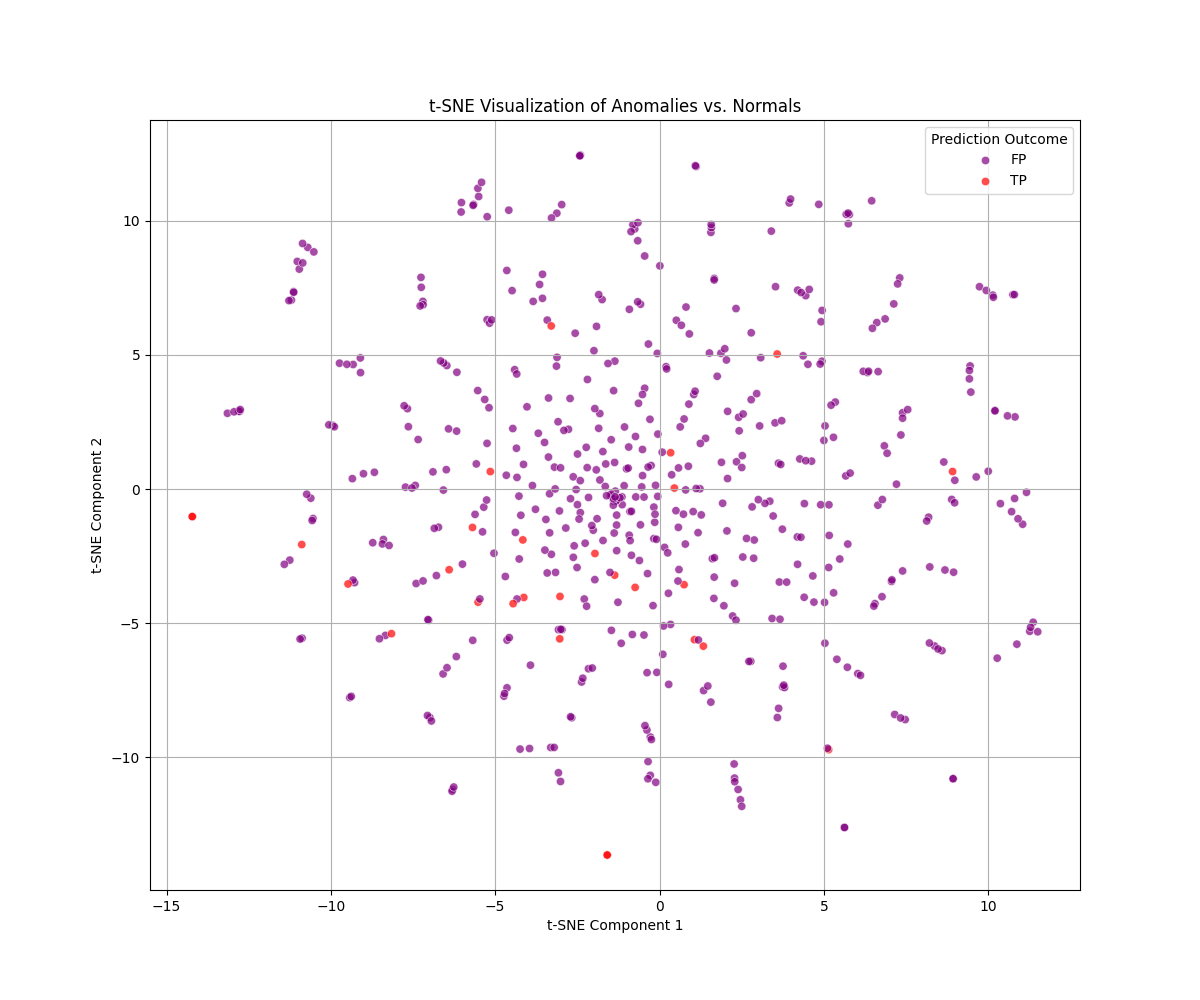 t-SNE Visualization of Anomalies vs. Normals
Prediction Outcome
FP
TP
10
5
0
−5
−10
t-SNE Component 2
−15
−10
−5
0
5
10
t-SNE Component 1